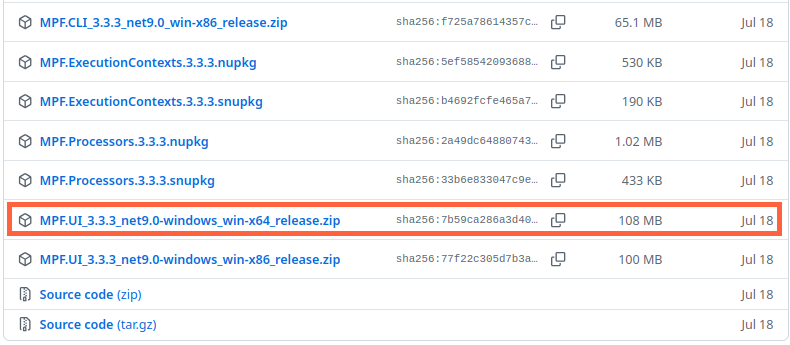 MPF.CLI_3.3.3_net9.0_win-x86_release.zip sha256:f725a78614357c… 65.1 MB Jul 18
MPF.ExecutionContexts.3.3.3.nupkg sha256:5ef58542093688… 530 KB Jul 18
MPF.ExecutionContexts.3.3.3.snupkg sha256:b4692fcfe465a7… 190 KB Jul 18
MPF.Processors.3.3.3.nupkg sha256:2a49dc64880743… 1.02 MB Jul 18
MPF.Processors.3.3.3.snupkg sha256:33b6e833047c9e… 433 KB Jul 18
MPF.UI_3.3.3_net9.0-windows_win-x64_release.zip sha256:7b59ca286a3d40… 108 MB Jul 18
MPF.UI_3.3.3_net9.0-windows_win-x86_release.zip sha256:77f22c305d7b3a… 100 MB Jul 18
Source code (zip) Jul 18
Source code (tar.gz) Jul 18